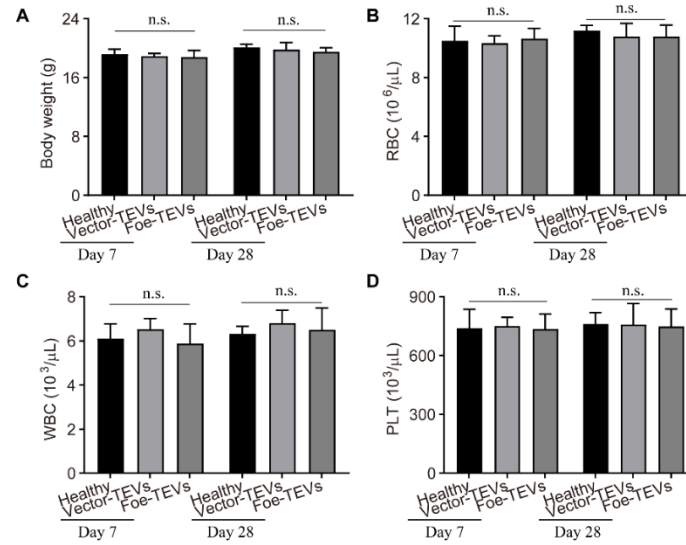 A
n.s.
n.s.
Body weight (g)
24
16
8
0
Healthy
Vector-TEVs
Foe-TEVs
Healthy
Vector-TEVs
Foe-TEVs
Day 7
Day 28
B
n.s.
n.s.
RBC (10 6/μL)
12
8
4
0
Healthy
Vector-TEVs
Foe-TEVs
Healthy
Vector-TEVs
Foe-TEVs
Day 7
Day 28
C
n.s.
n.s.
WBC (10³/μL)
8
6
4
2
0
Healthy
Vector-TEVs
Foe-TEVs
Healthy
Vector-TEVs
Foe-TEVs
Day 7
Day 28
D
n.s.
n.s.
PLT (10³/μL)
900
600
300
0
Healthy
Vector-TEVs
Foe-TEVs
Healthy
Vector-TEVs
Foe-TEVs
Day 7
Day 28